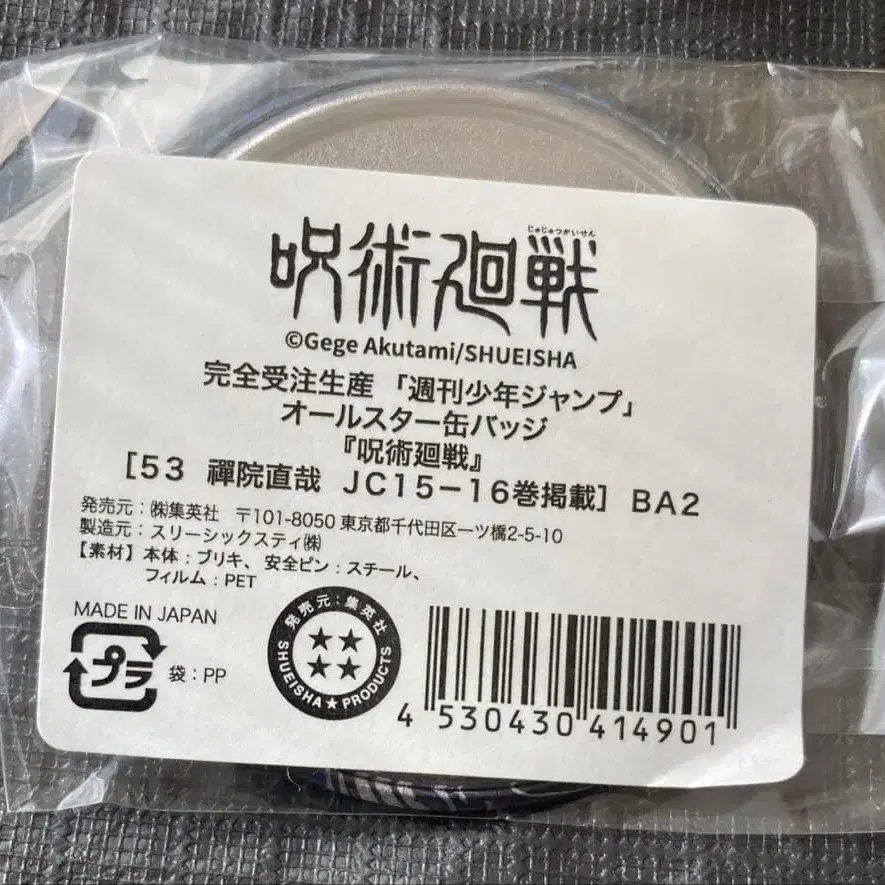 じゅじゅつかいせん
呪術廻戦
©Gege Akutami/SHUEISHA
完全受注生産 「週刊少年ジャンプ」
オールスター缶バッジ
『呪術廻戦』
[53 禪院直哉 JC15-16巻掲載] BA2
発売元：㈱集英社 〒101-8050 東京都千代田区一ツ橋2-5-10
製造元：スリーシックスティ㈱
【素材】本体：ブリキ、安全ピン：スチール、
フィルム：PET
MADE IN JAPAN
プラ
袋：PP
発売元：集英社
SHUEISHA★PRODUCTS
4 530430 414901